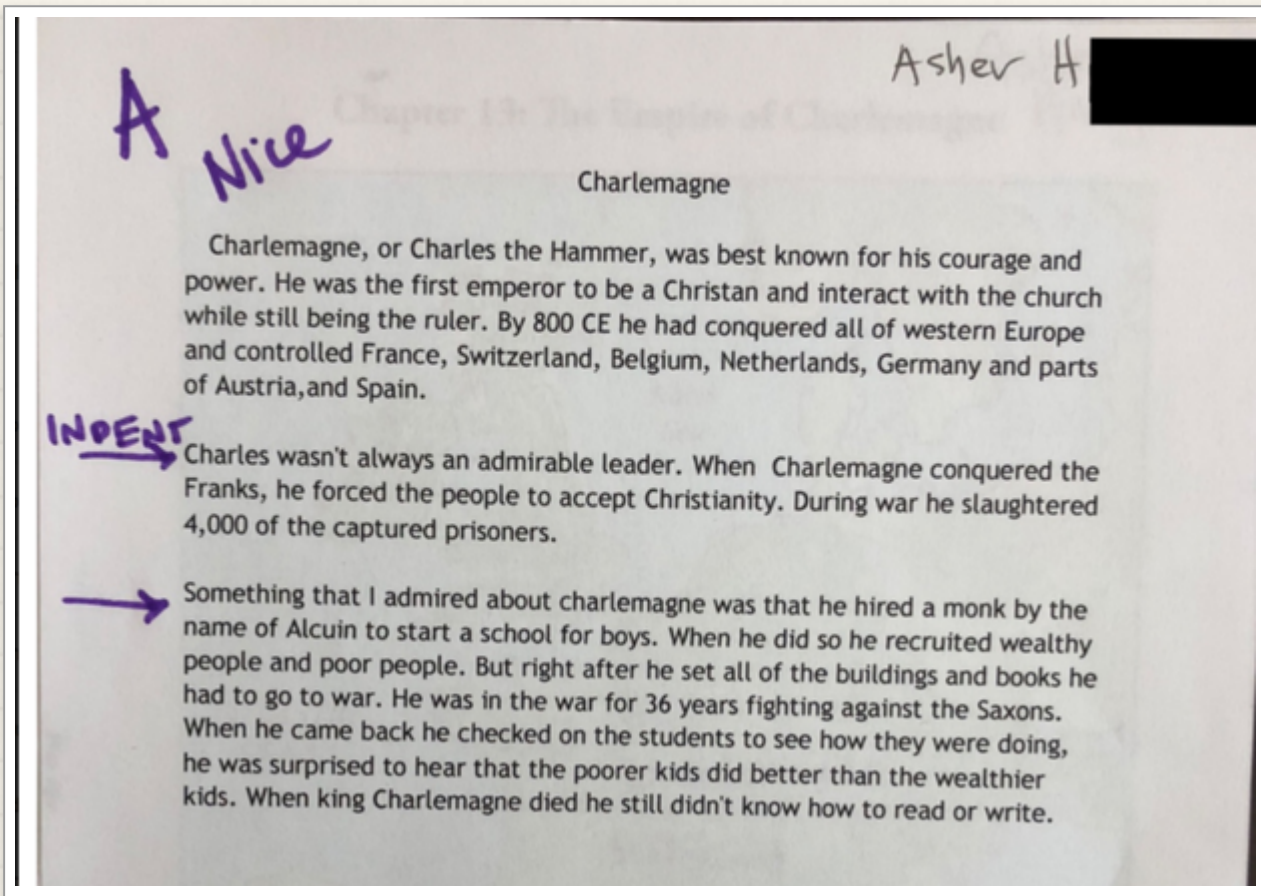 Asher H
A
Nice
Chapter 13: The Empire of Charlemagne
Charlemagne
Charlemagne, or Charles the Hammer, was best known for his courage and
power. He was the first emperor to be a Christan and interact with the church
while still being the ruler. By 800 CE he had conquered all of western Europe
and controlled France, Switzerland, Belgium, Netherlands, Germany and parts
of Austria,and Spain.
INDENT
Charles wasn't always an admirable leader. When  Charlemagne conquered the
Franks, he forced the people to accept Christianity. During war he slaughtered
4,000 of the captured prisoners.
Something that I admired about charlemagne was that he hired a monk by the
name of Alcuin to start a school for boys. When he did so he recruited wealthy
people and poor people. But right after he set all of the buildings and books he
had to go to war. He was in the war for 36 years fighting against the Saxons.
When he came back he checked on the students to see how they were doing,
he was surprised to hear that the poorer kids did better than the wealthier
kids. When king Charlemagne died he still didn't know how to read or write.